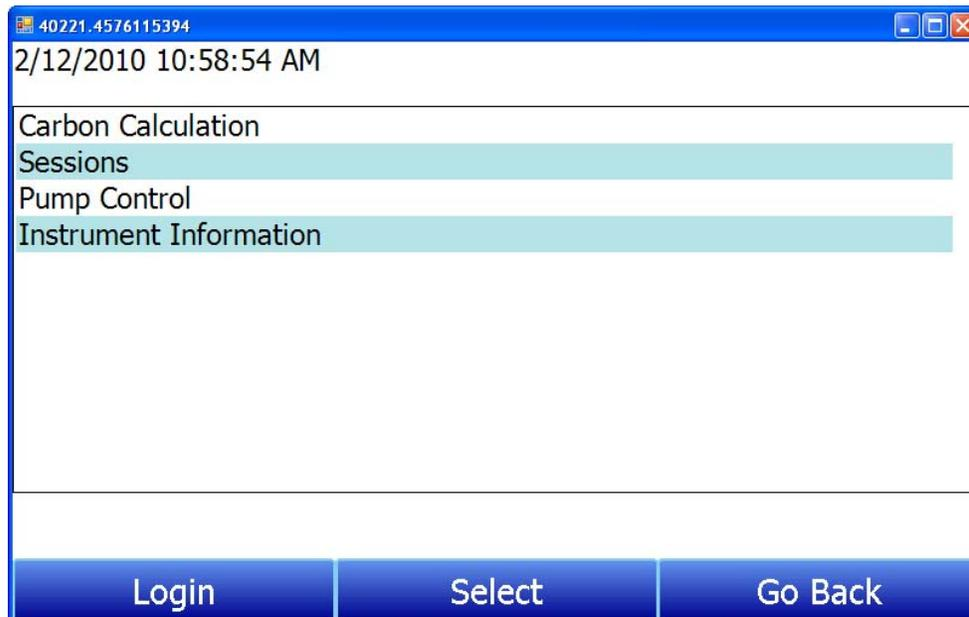 40221.4576115394
2/12/2010 10:58:54 AM
Carbon Calculation
Sessions
Pump Control
Instrument Information
Login Select Go Back